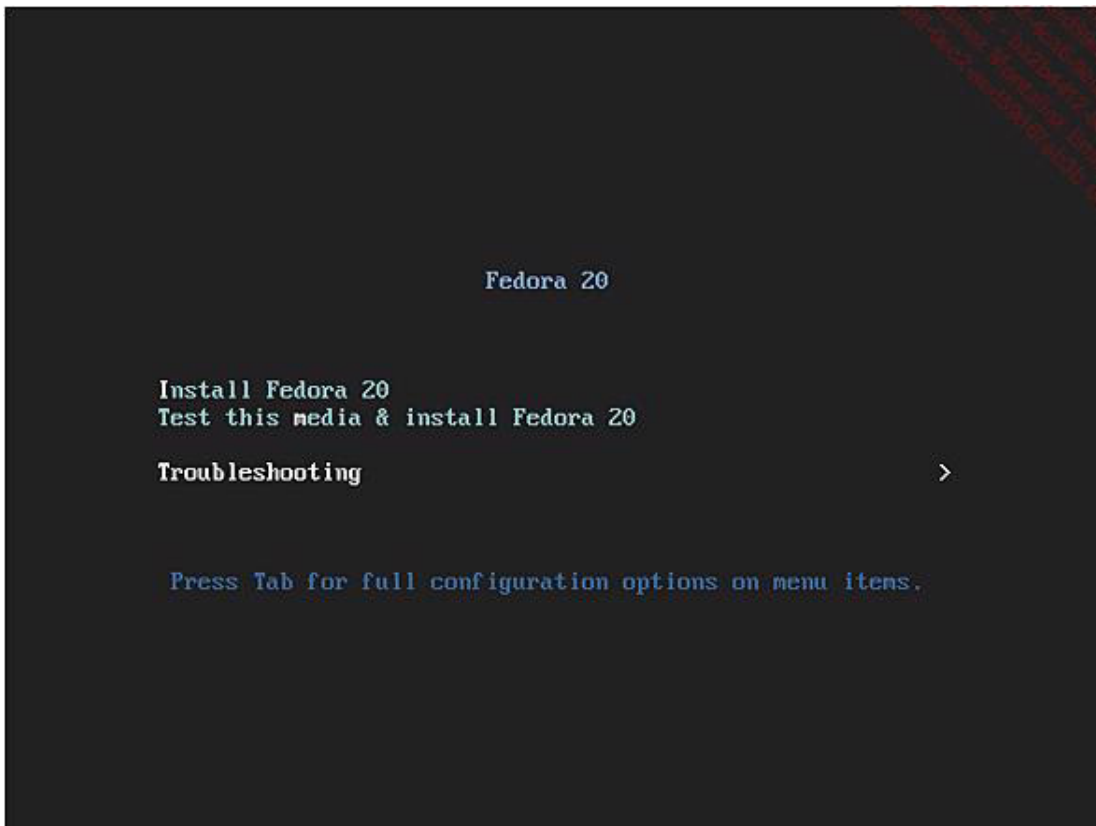 Fedora 20
Install Fedora 20
Test this media & install Fedora 20
Troubleshooting >
Press Tab for full configuration options on menu items.